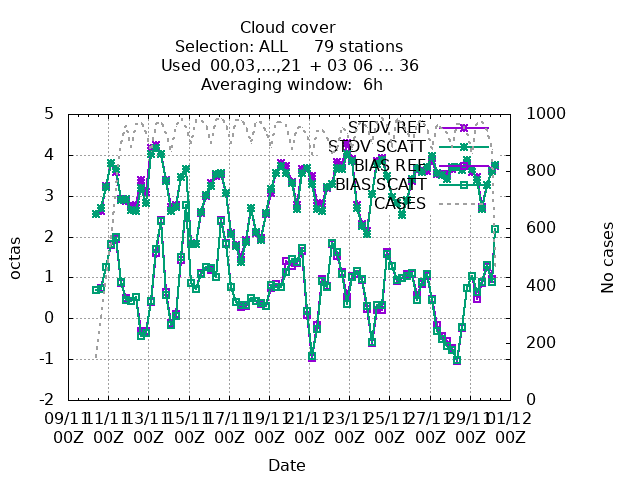 Cloud cover
Selection: ALL 79 stations
Used 00,03,...,21 + 03 06 ... 36
Averaging window: 6h
5 1000
4 800
3 600
2
1 400
0
-1 200
-2 0
STDV REF
STDV SCATT
BIAS REF
BIAS SCATT
CASES
octas
No cases
09/11 11/11 13/11 15/11 17/11 19/11 21/11 23/11 25/11 27/11 29/11 01/12
00Z 00Z 00Z 00Z 00Z 00Z 00Z 00Z 00Z 00Z 00Z 00Z
Date